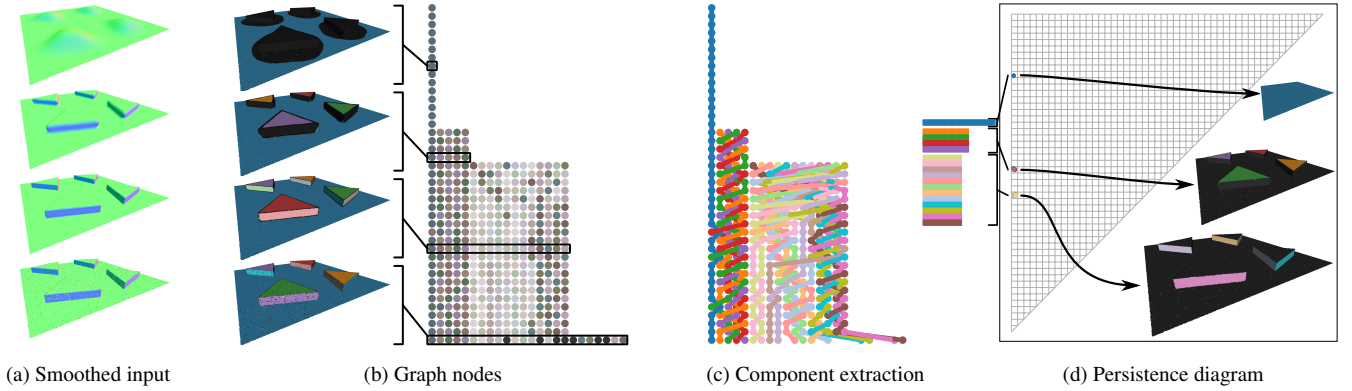 (a) Smoothed input
(b) Graph nodes
(c) Component extraction
(d) Persistence diagram